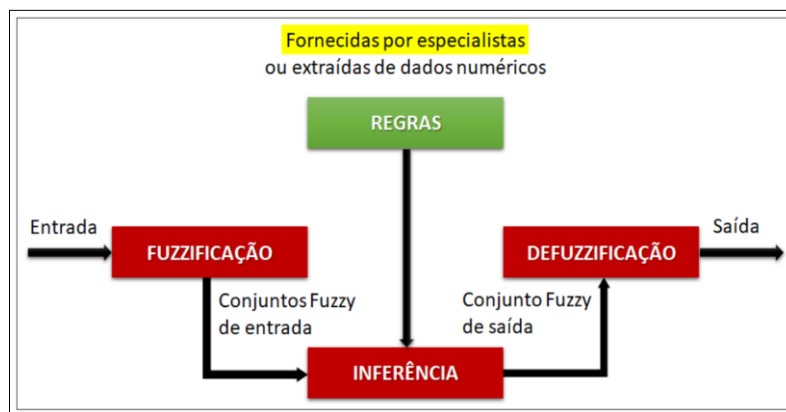 Fornecidas por especialistas
ou extraídas de dados numéricos
REGRAS
Entrada
FUZZIFICAÇÃO
Saída
DEFUZZIFICAÇÃO
Conjuntos Fuzzy
de entrada
Conjunto Fuzzy
de saída
INFERÊNCIA